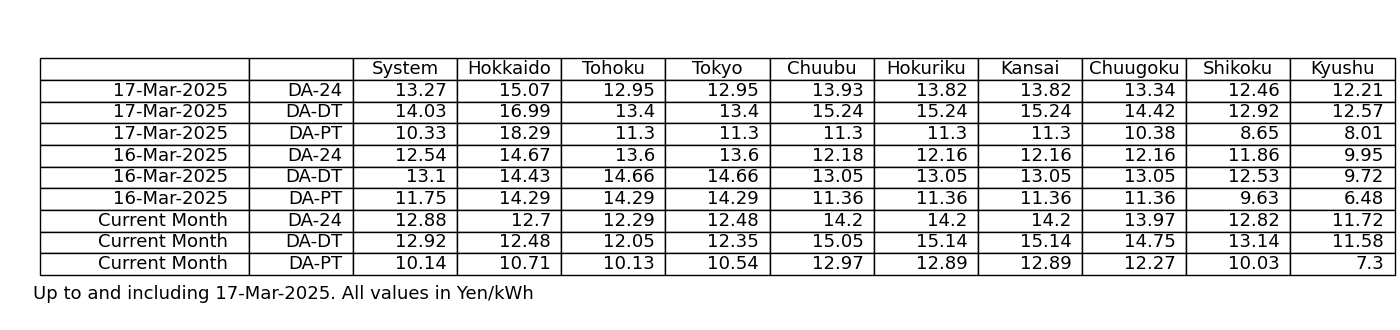 System Hokkaido Tohoku Tokyo Chuubu Hokuriku Kansai Chuugoku Shikoku Kyushu
17-Mar-2025 DA-24 13.27 15.07 12.95 12.95 13.93 13.82 13.82 13.34 12.46 12.21
17-Mar-2025 DA-DT 14.03 16.99 13.4 13.4 15.24 15.24 15.24 14.42 12.92 12.57
17-Mar-2025 DA-PT 10.33 18.29 11.3 11.3 11.3 11.3 11.3 10.38 8.65 8.01
16-Mar-2025 DA-24 12.54 14.67 13.6 13.6 12.18 12.16 12.16 12.16 11.86 9.95
16-Mar-2025 DA-DT 13.1 14.43 14.66 14.66 13.05 13.05 13.05 13.05 12.53 9.72
16-Mar-2025 DA-PT 11.75 14.29 14.29 14.29 11.36 11.36 11.36 11.36 9.63 6.48
Current Month DA-24 12.88 12.7 12.29 12.48 14.2 14.2 14.2 13.97 12.82 11.72
Current Month DA-DT 12.92 12.48 12.05 12.35 15.05 15.14 15.14 14.75 13.14 11.58
Current Month DA-PT 10.14 10.71 10.13 10.54 12.97 12.89 12.89 12.27 10.03 7.3
Up to and including 17-Mar-2025. All values in Yen/kWh